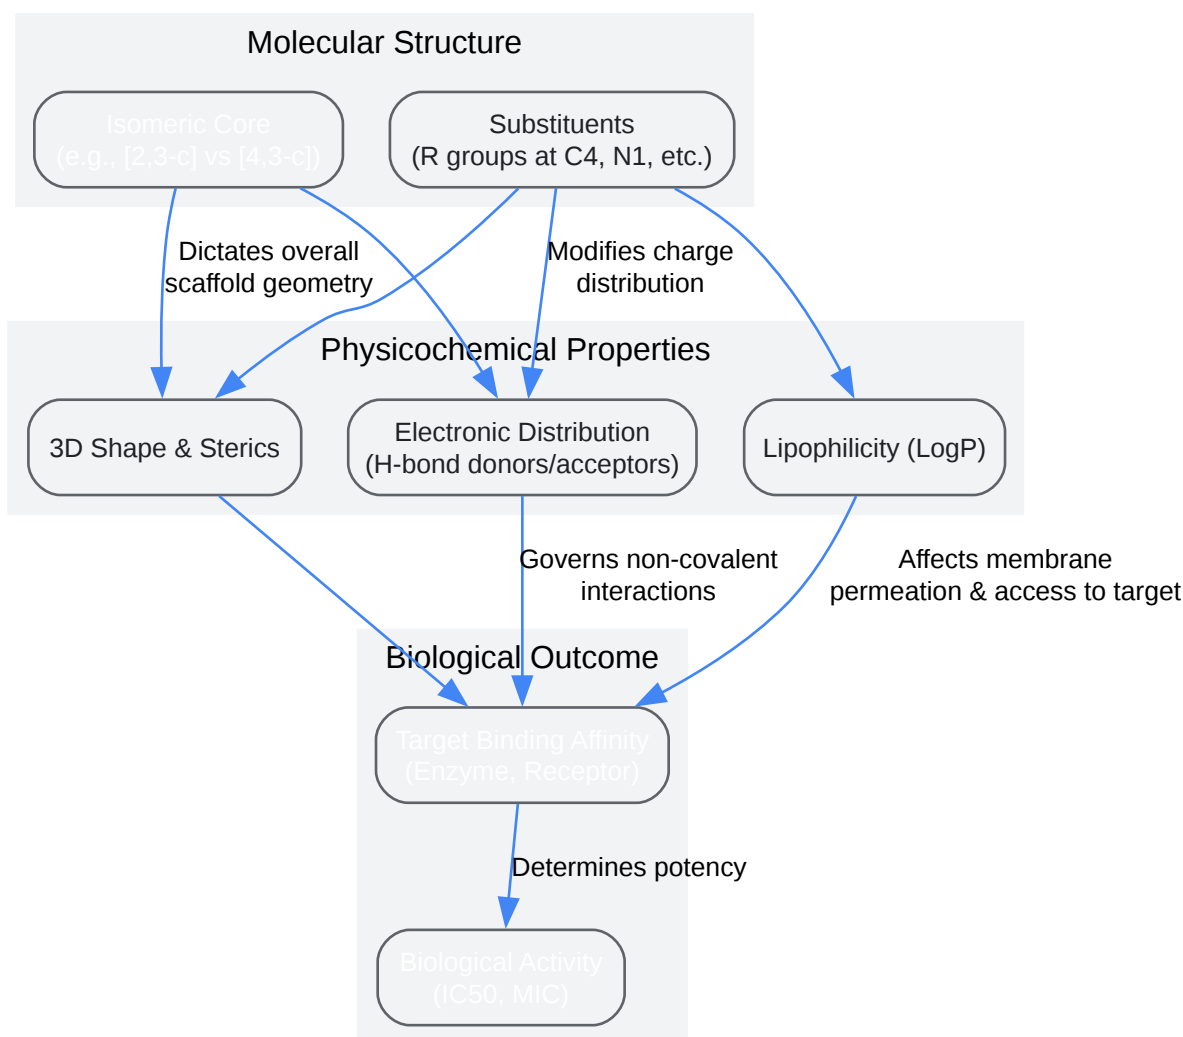 Molecular Structure
Isomeric Core
(e.g., [2,3-c] vs [4,3-c])
Substituents
(R groups at C4, N1, etc.)
Dictates overall
scaffold geometry
Modifies charge
distribution
Physicochemical Properties
3D Shape & Sterics
Electronic Distribution
(H-bond donors/acceptors)
Lipophilicity (LogP)
Governs non-covalent
interactions
Affects membrane
permeation & access to target
Biological Outcome
Target Binding Affinity
(Enzyme, Receptor)
Determines potency
Biological Activity
(IC50, MIC)